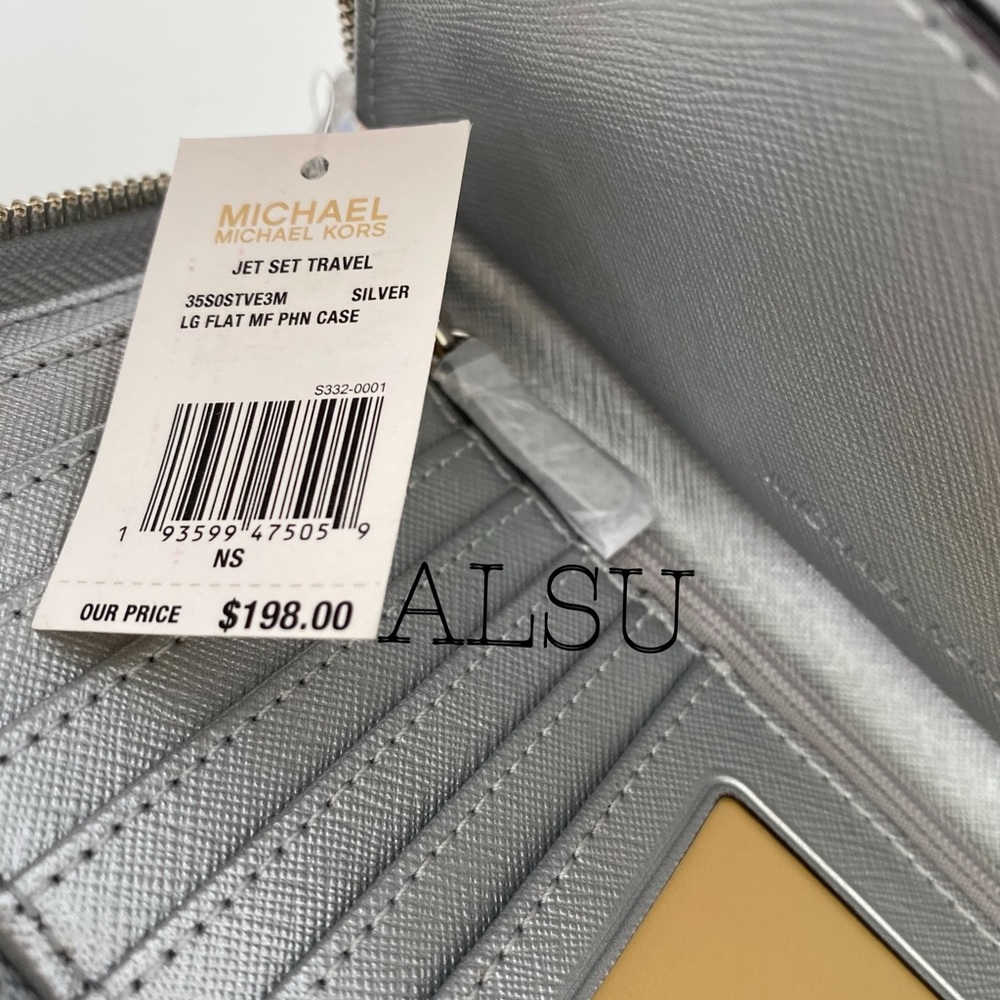 MICHAEL
MICHAEL KORS
JET SET TRAVEL
35S0STVE3M SILVER
LG FLAT MF PHN CASE
S332-0001
1 93599 47505 9
NS
OUR PRICE $198.00
ALSU